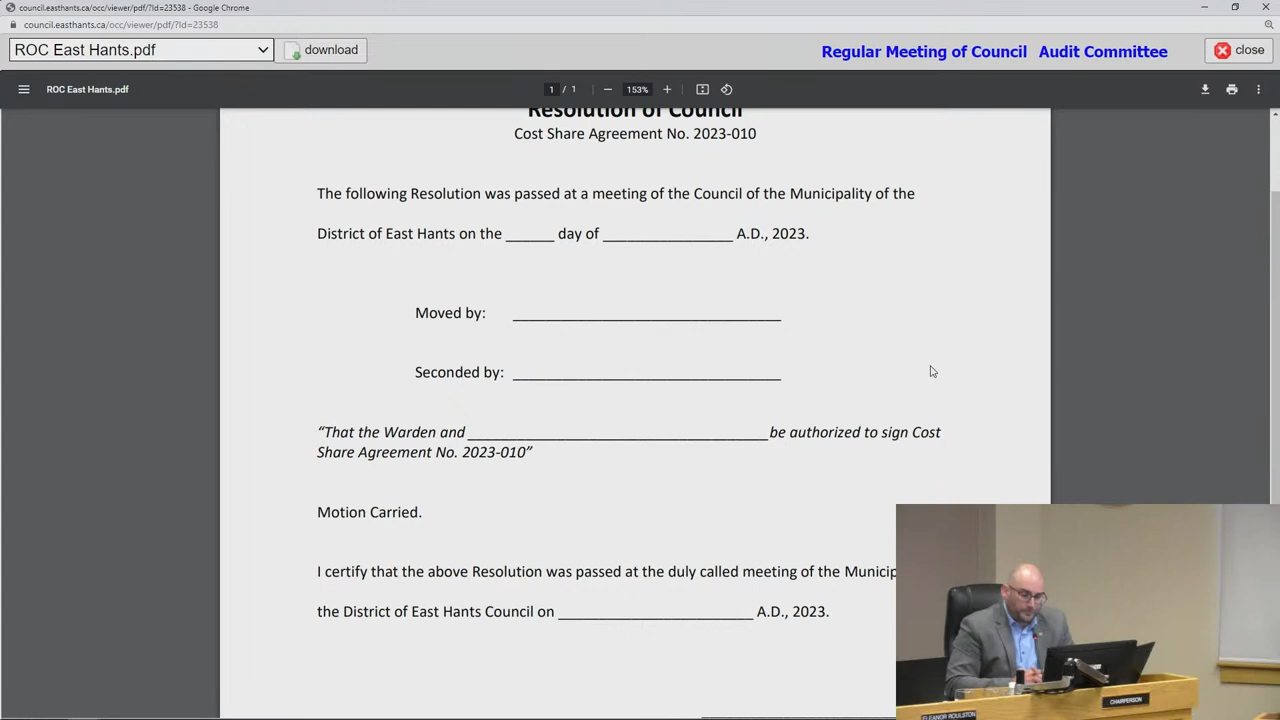 council.easthants.ca/occ/viewer/pdf/?Id=23538 - Google Chrome
council.easthants.ca/occ/viewer/pdf/?Id=23538
ROC East Hants.pdf download Regular Meeting of Council Audit Committee close
ROC East Hants.pdf 1 / 1 153%
Resolution of Council
Cost Share Agreement No. 2023-010
The following Resolution was passed at a meeting of the Council of the Municipality of the
District of East Hants on the ______ day of ________________ A.D., 2023.
Moved by: _________________________________
Seconded by: _________________________________
“That the Warden and _____________________________________be authorized to sign Cost
Share Agreement No. 2023-010”
Motion Carried.
I certify that the above Resolution was passed at the duly called meeting of the Municip
the District of East Hants Council on ________________________ A.D., 2023.
ELEANOR ROULSTON
CHAIRPERSON